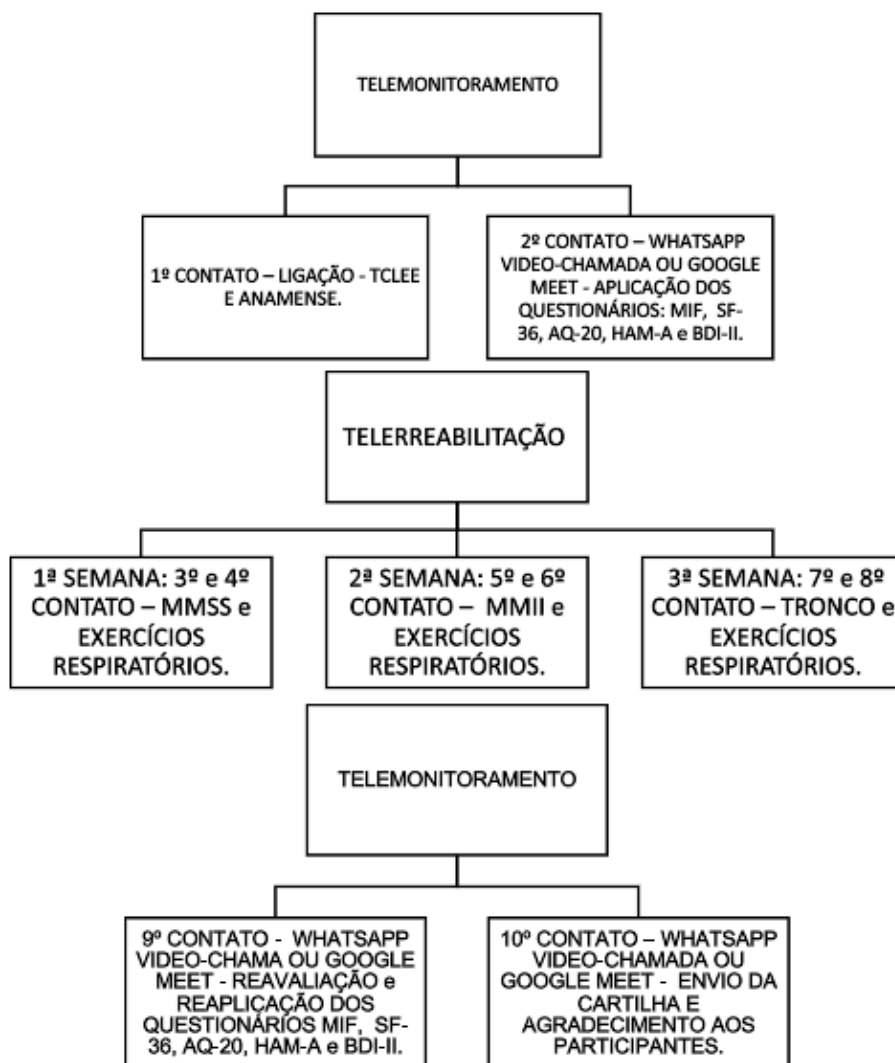 TELEMONITORAMENTO
1º CONTATO – LIGAÇÃO - TCLEE
E ANAMENSE.
2º CONTATO – WHATSAPP
VIDEO-CHAMADA OU GOOGLE
MEET - APLICAÇÃO DOS
QUESTIONÁRIOS: MIF, SF-
36, AQ-20, HAM-A e BDI-II.
TELERREABILITAÇÃO
1ª SEMANA: 3º e 4º
CONTATO – MMSS e
EXERCÍCIOS
RESPIRATÓRIOS.
2ª SEMANA: 5º e 6º
CONTATO – MMII e
EXERCÍCIOS
RESPIRATÓRIOS.
3ª SEMANA: 7º e 8º
CONTATO – TRONCO e
EXERCÍCIOS
RESPIRATÓRIOS.
TELEMONITORAMENTO
9º CONTATO - WHATSAPP
VIDEO-CHAMA OU GOOGLE
MEET - REAVALIAÇÃO e
REAPLICAÇÃO DOS
QUESTIONÁRIOS MIF, SF-
36, AQ-20, HAM-A e BDI-II.
10º CONTATO – WHATSAPP
VIDEO-CHAMADA OU
GOOGLE MEET - ENVIO DA
CARTILHA E
AGRADECIMENTO AOS
PARTICIPANTES.